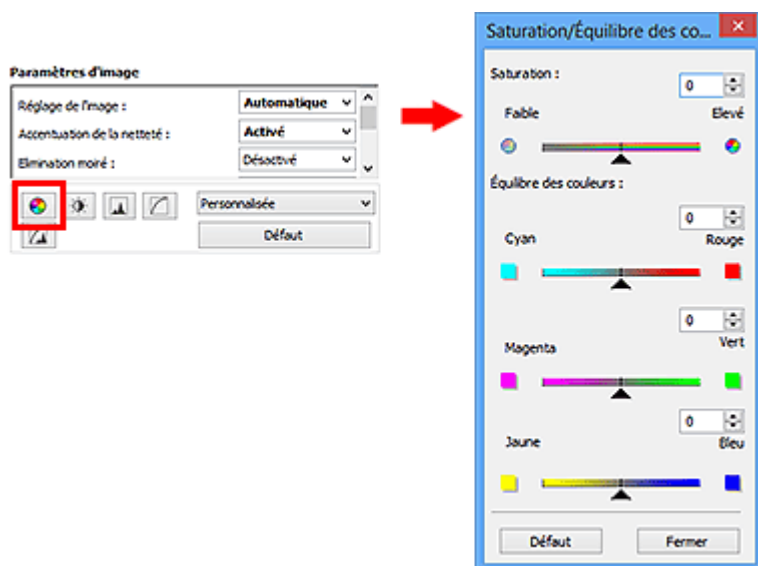 Paramètres d'image
Réglage de l'image : Automatique
Accentuation de la netteté : Activé
Elimination moiré : Désactivé
Personnalisée
Défaut
Saturation/Équilibre des co...
Saturation :
0
Faible Elevé
Équilibre des couleurs :
0
Cyan Rouge
0
Magenta Vert
0
Jaune Bleu
Défaut Fermer